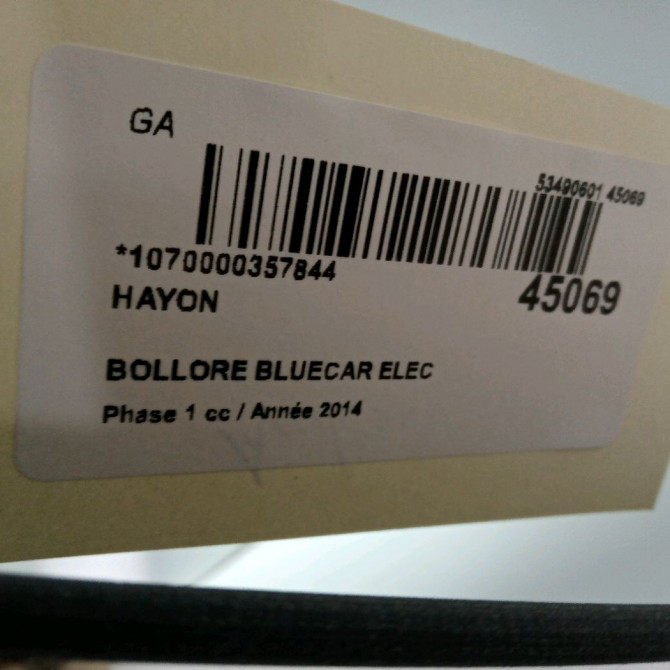 GA
53490601 45069
*1070000357844
45069
HAYON
BOLLORE BLUECAR ELEC
Phase 1 cc / Année 2014